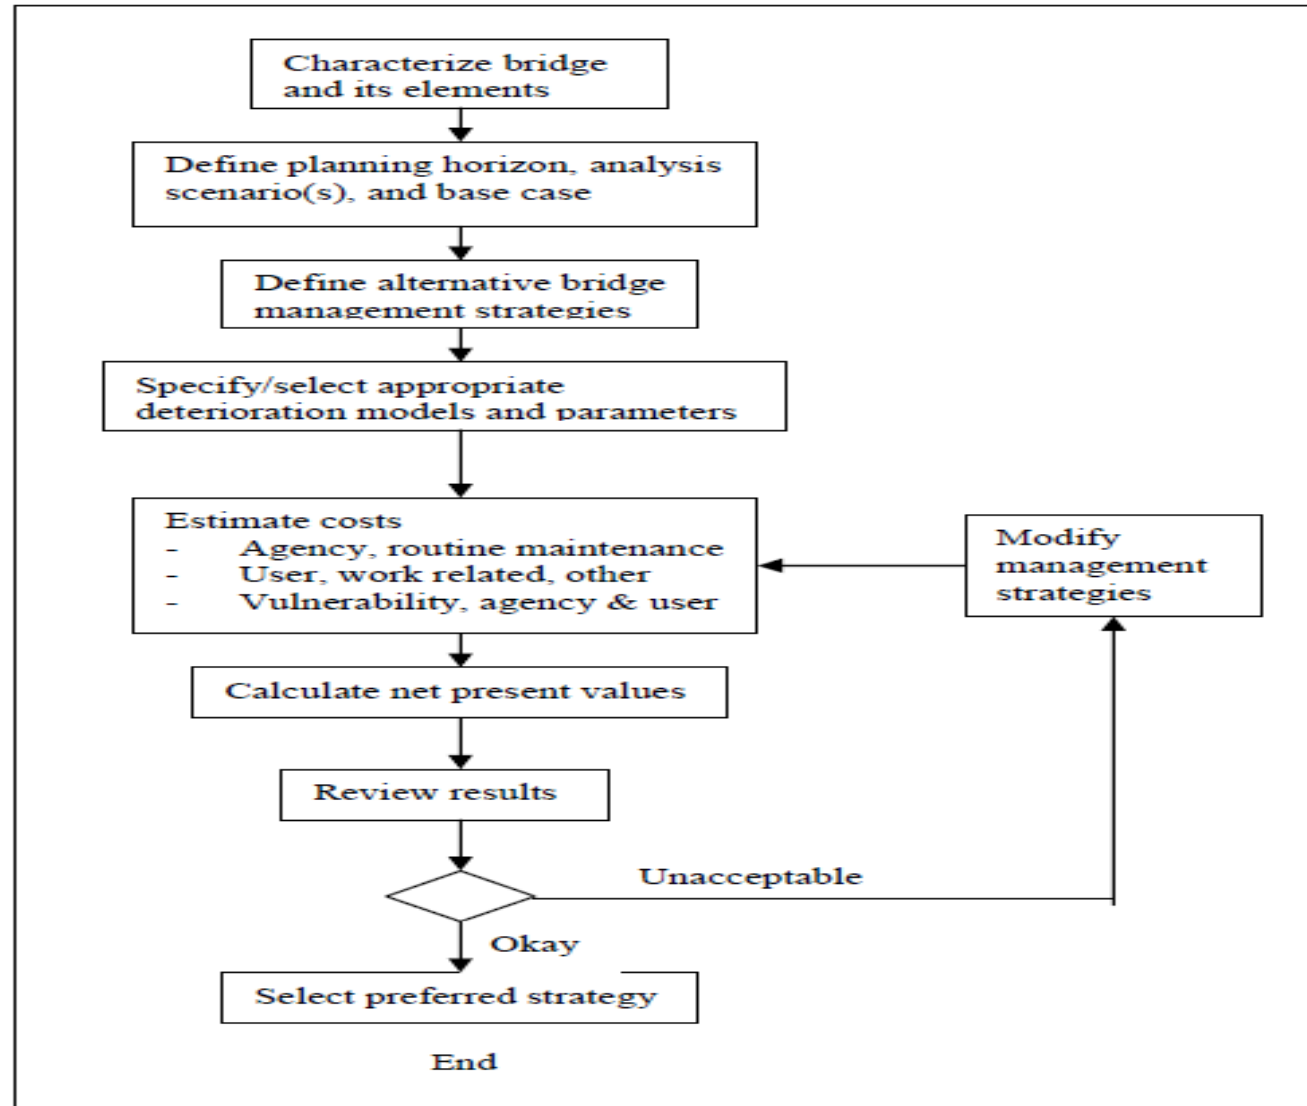 Characterize bridge
and its elements
Define planning horizon, analysis
scenario(s), and base case
Define alternative bridge
management strategies
Specify/select appropriate
deterioration models and parameters
Estimate costs
- Agency, routine maintenance
- User, work related, other
- Vulnerability, agency & user
Modify
management
strategies
Calculate net present values
Review results
Unacceptable
Okay
Select preferred strategy
End